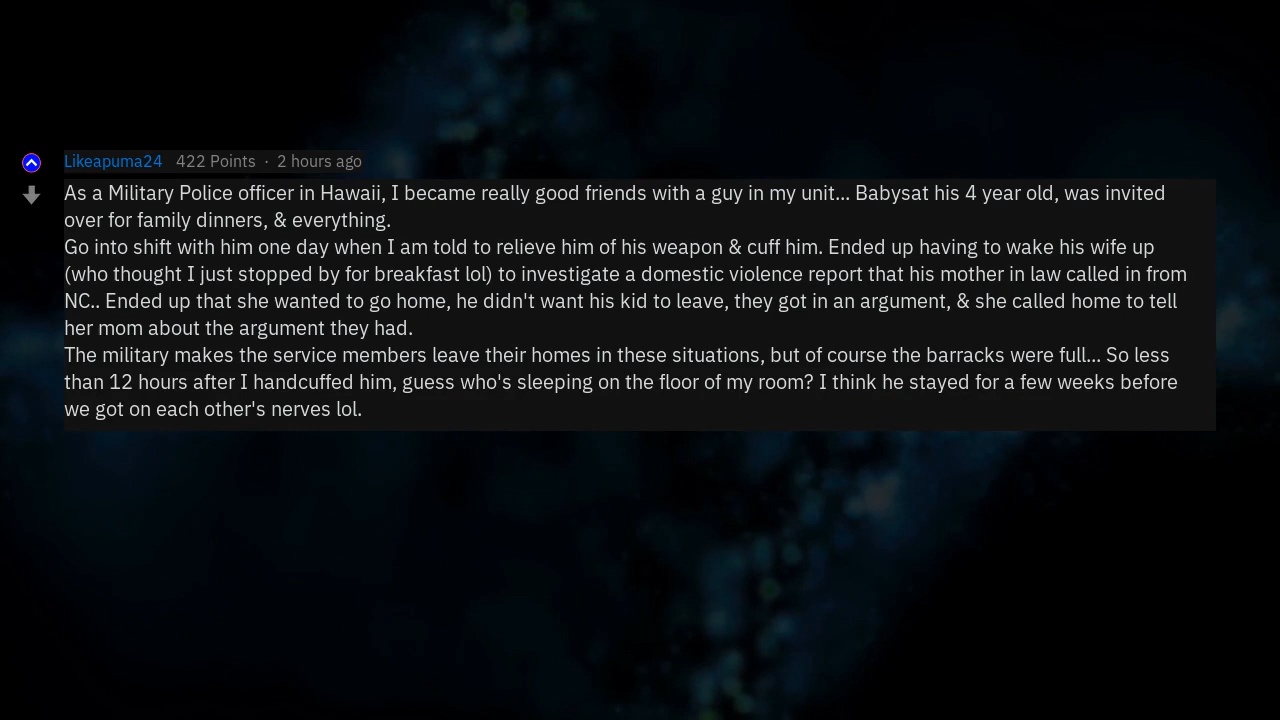 Likeapuma24 422 Points · 2 hours ago
As a Military Police officer in Hawaii, I became really good friends with a guy in my unit... Babysat his 4 year old, was invited
over for family dinners, & everything.
Go into shift with him one day when I am told to relieve him of his weapon & cuff him. Ended up having to wake his wife up
(who thought I just stopped by for breakfast lol) to investigate a domestic violence report that his mother in law called in from
NC.. Ended up that she wanted to go home, he didn't want his kid to leave, they got in an argument, & she called home to tell
her mom about the argument they had.
The military makes the service members leave their homes in these situations, but of course the barracks were full... So less
than 12 hours after I handcuffed him, guess who's sleeping on the floor of my room? I think he stayed for a few weeks before
we got on each other's nerves lol.